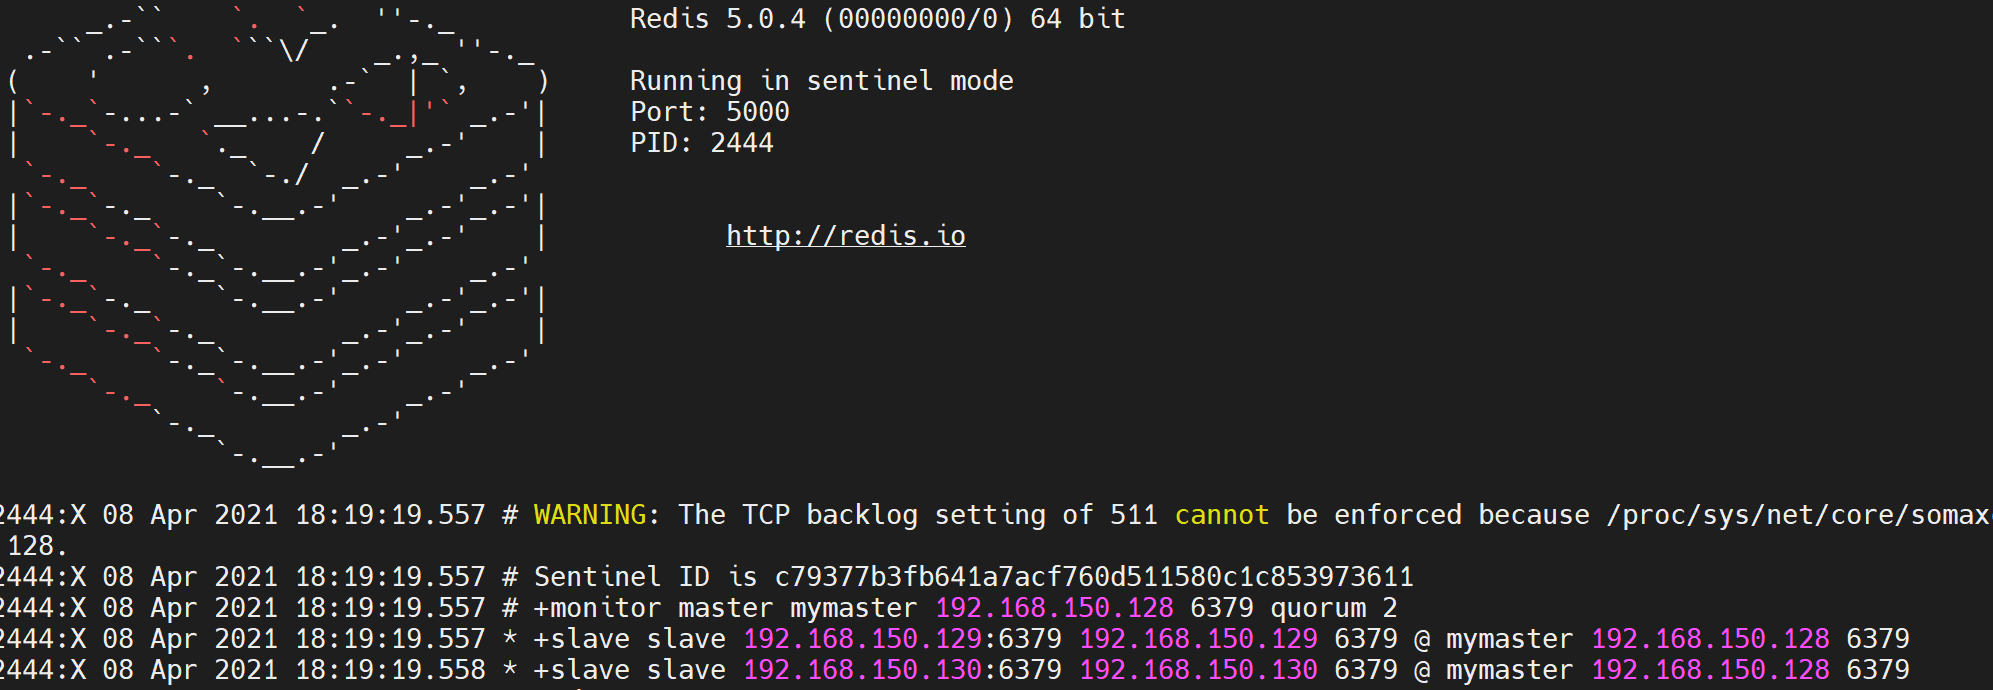 Redis 5.0.4 (00000000/0) 64 bit
Running in sentinel mode
Port: 5000
PID: 2444
http://redis.io
2444:X 08 Apr 2021 18:19:19.557 # WARNING: The TCP backlog setting of 511 cannot be enforced because /proc/sys/net/core/somax
128.
2444:X 08 Apr 2021 18:19:19.557 # Sentinel ID is c79377b3fb641a7acf760d511580c1c853973611
2444:X 08 Apr 2021 18:19:19.557 # +monitor master mymaster 192.168.150.128 6379 quorum 2
2444:X 08 Apr 2021 18:19:19.557 * +slave slave 192.168.150.129:6379 192.168.150.129 6379 @ mymaster 192.168.150.128 6379
2444:X 08 Apr 2021 18:19:19.558 * +slave slave 192.168.150.130:6379 192.168.150.130 6379 @ mymaster 192.168.150.128 6379